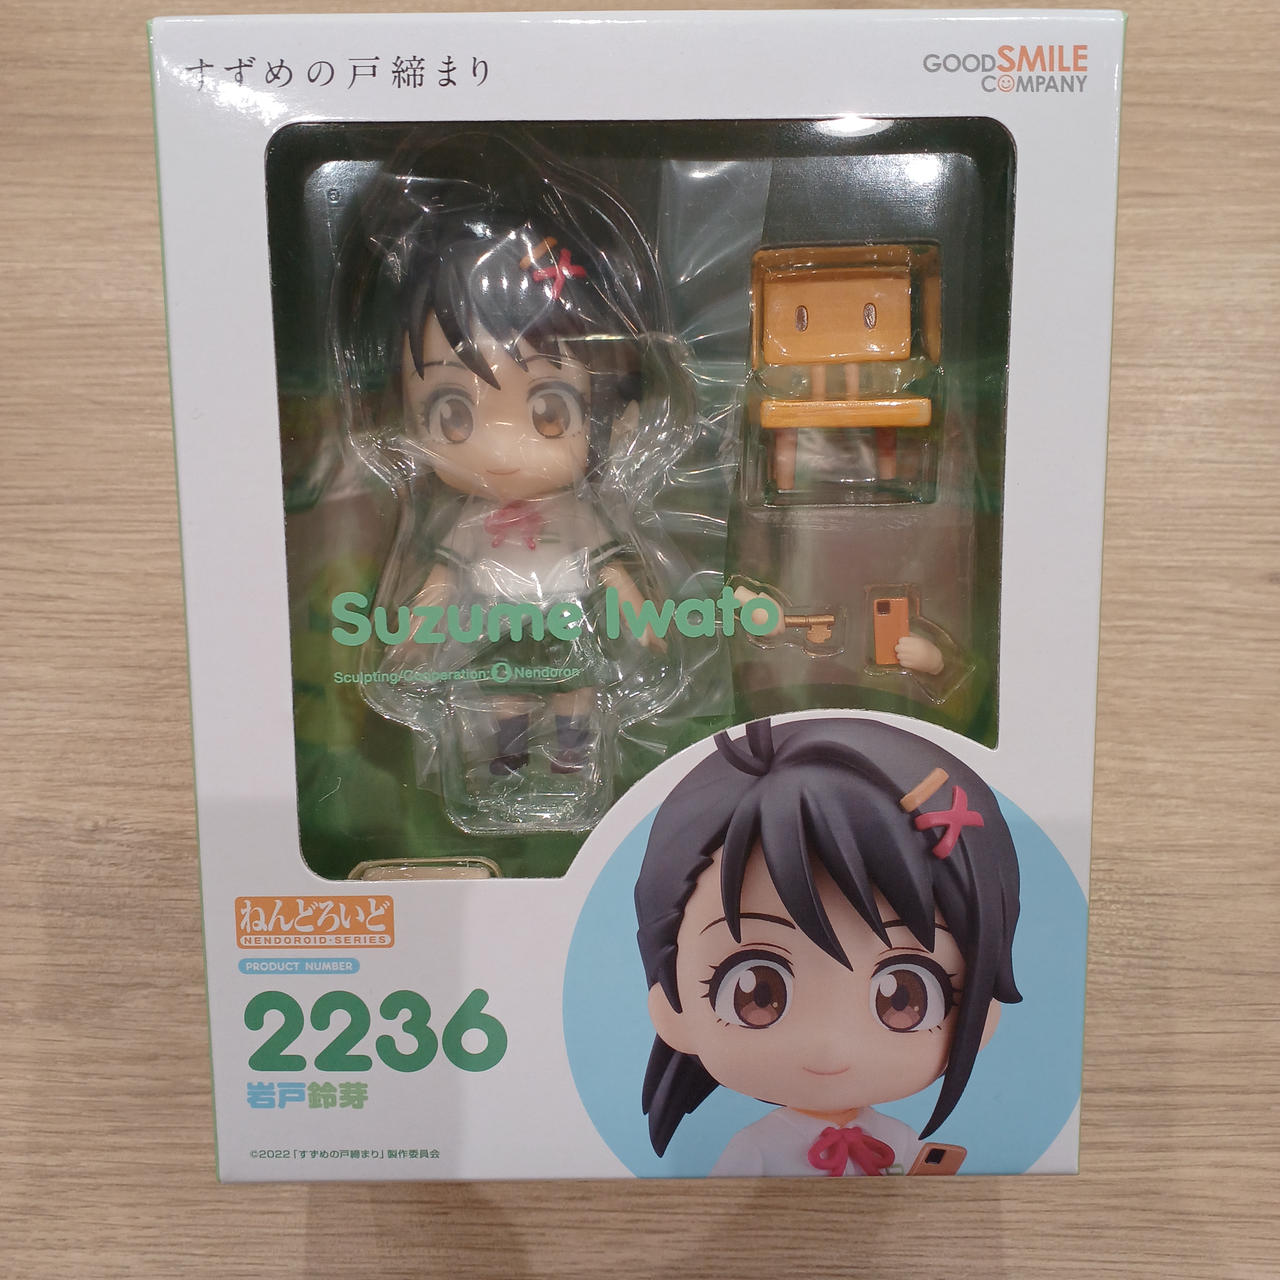 すずめの戸締まり
GOOD SMILE
COMPANY
Suzume Iwato
Sculpting/Cooperation: Nendoron
ねんどろいど
NENDOROID・SERIES
PRODUCT NUMBER
2236
岩戸鈴芽
©2022「すずめの戸締まり」製作委員会